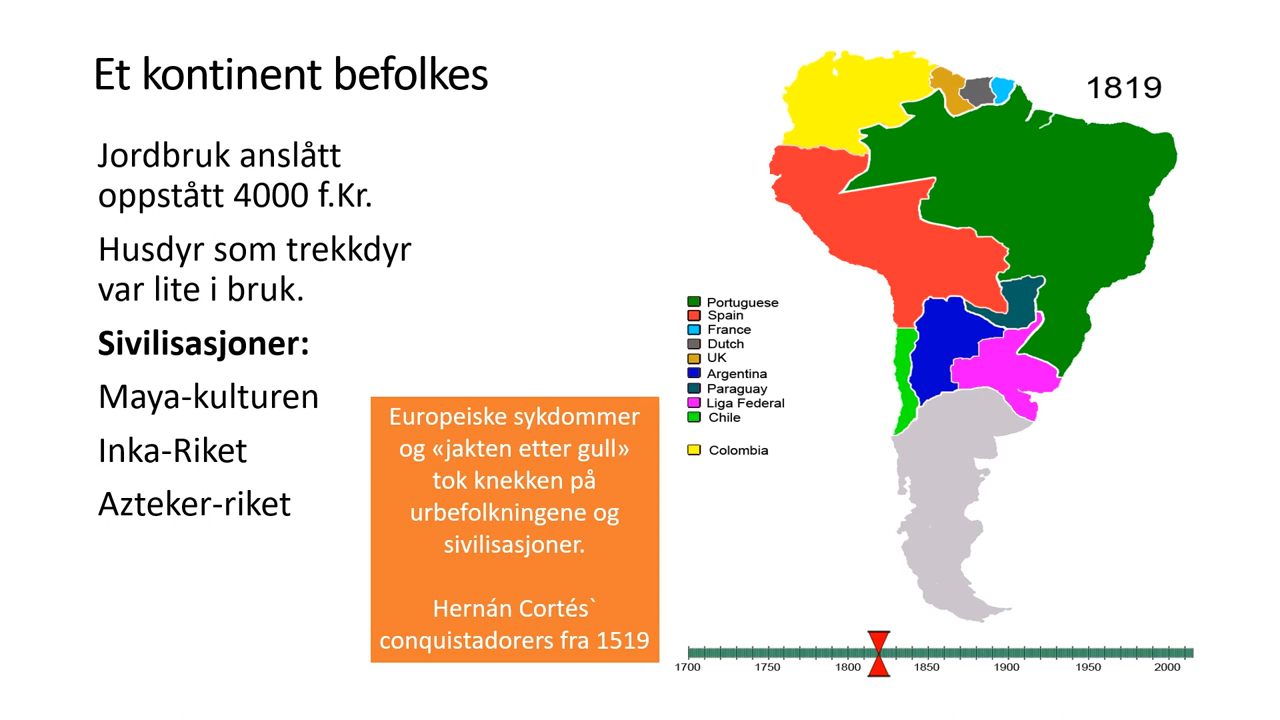 Et kontinent befolkes
Jordbruk anslått
oppstått 4000 f.Kr.
Husdyr som trekkdyr
var lite i bruk.
Sivilisasjoner:
Maya-kulturen
Inka-Riket
Azteker-riket
Europeiske sykdommer
og «jakten etter gull»
tok knekken på
urbefolkningene og
sivilisasjoner.
Hernán Cortés`
conquistadorers fra 1519
1819
Portuguese
Spain
France
Dutch
UK
Argentina
Paraguay
Liga Federal
Chile
Colombia
1700 1750 1800 1850 1900 1950 2000